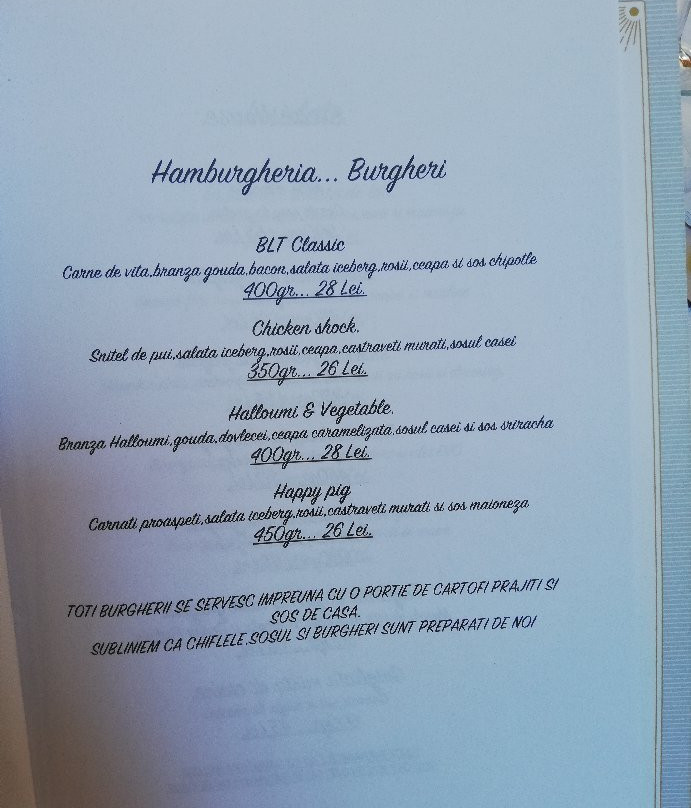 Hamburgheria... Burgheri
BLT Classic
Carne de vita,branza gouda,bacon,salata iceberg,rosii,ceapa si sos chipotle
400gr... 28 Lei.
Chicken shock.
Snitel de pui,salata iceberg,rosii,ceapa,castraveti murati,sosul casei
350gr... 26 Lei.
Halloumi & Vegetable.
Branza Halloumi,gouda,dovlecei,ceapa caramelizata,sosul casei si sos sriracha
400gr... 28 Lei.
Happy pig
Carnati proaspeti,salata iceberg,rosii,castraveti murati si sos maioneza
450gr... 26 Lei.
TOTI BURGHERII SE SERVESC IMPREUNA CU O PORTIE DE CARTOFI PRAJITI SI
SOS DE CASA.
SUBLINIEM CA CHIFLELE,SOSUL SI BURGHERI SUNT PREPARATI DE NOI